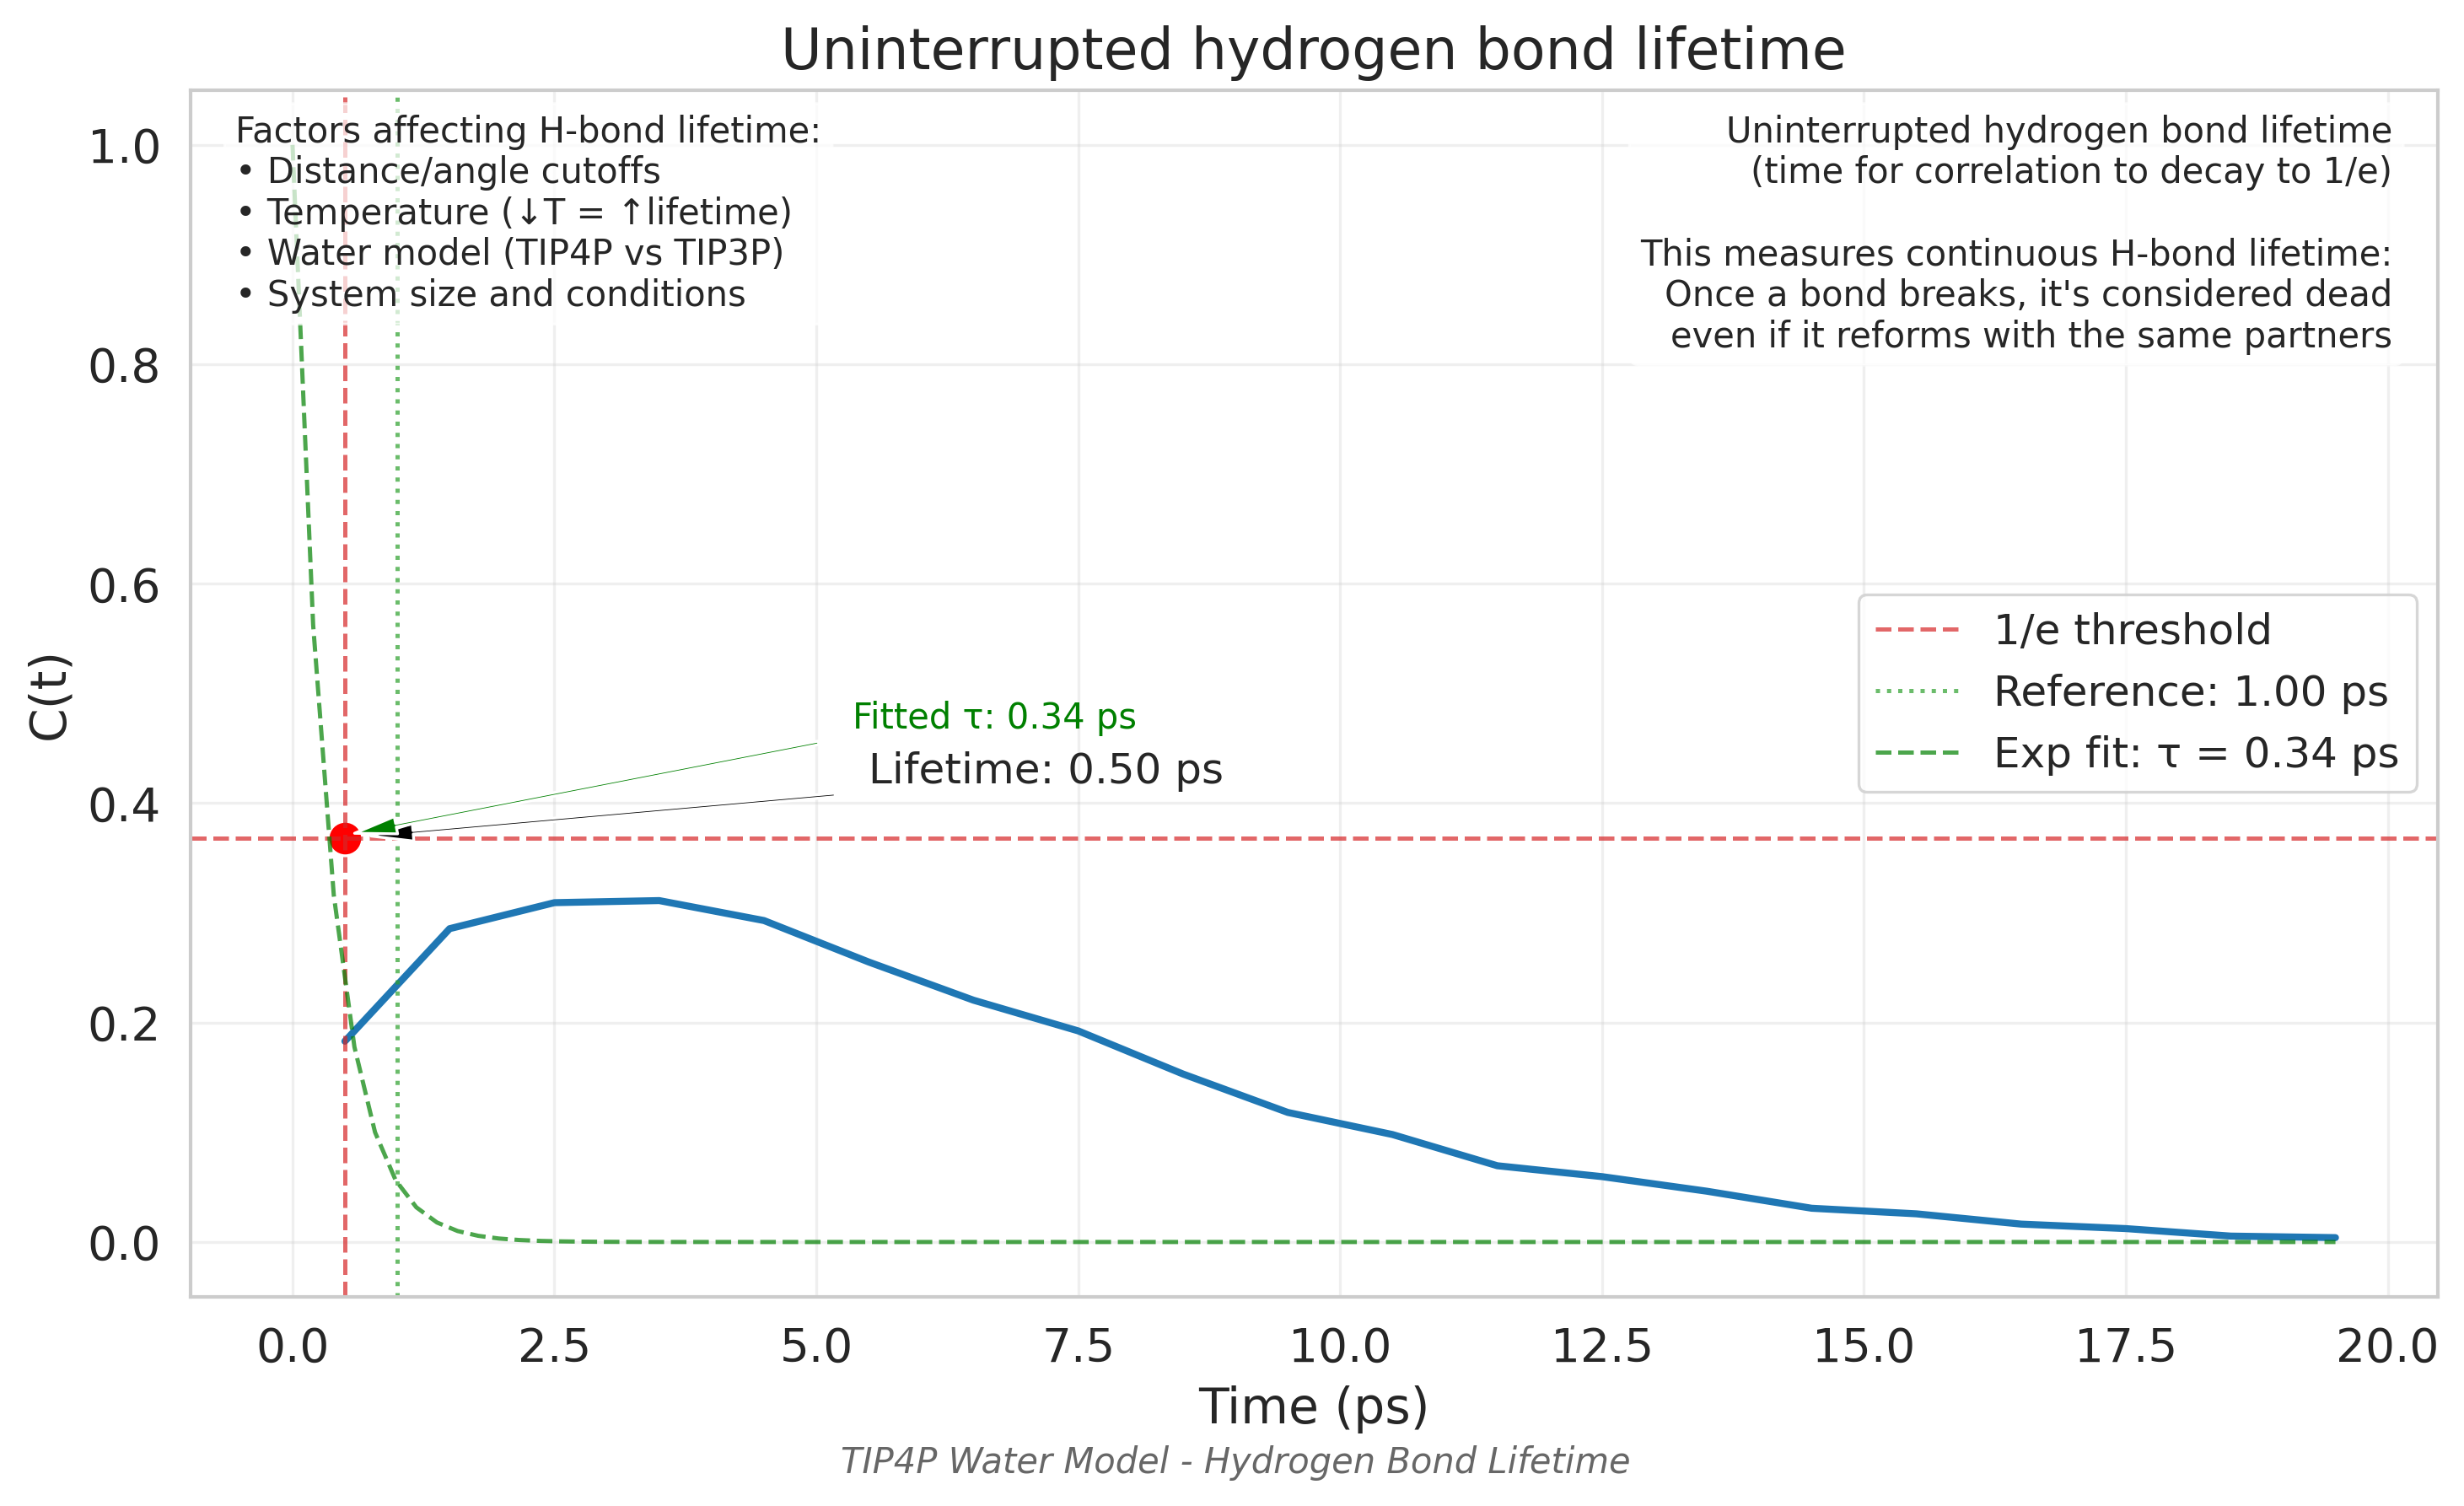 Uninterrupted hydrogen bond lifetime
Factors affecting H-bond lifetime:
• Distance/angle cutoffs
• Temperature (↓T = ↑lifetime)
• Water model (TIP4P vs TIP3P)
• System size and conditions
Uninterrupted hydrogen bond lifetime
(time for correlation to decay to 1/e)
This measures continuous H-bond lifetime:
Once a bond breaks, it's considered dead
even if it reforms with the same partners
1.0
0.8
0.6
0.4
0.2
0.0
C(t)
1/e threshold
Reference: 1.00 ps
Exp fit: τ = 0.34 ps
Fitted τ: 0.34 ps
Lifetime: 0.50 ps
0.0 2.5 5.0 7.5 10.0 12.5 15.0 17.5 20.0
Time (ps)
TIP4P Water Model - Hydrogen Bond Lifetime